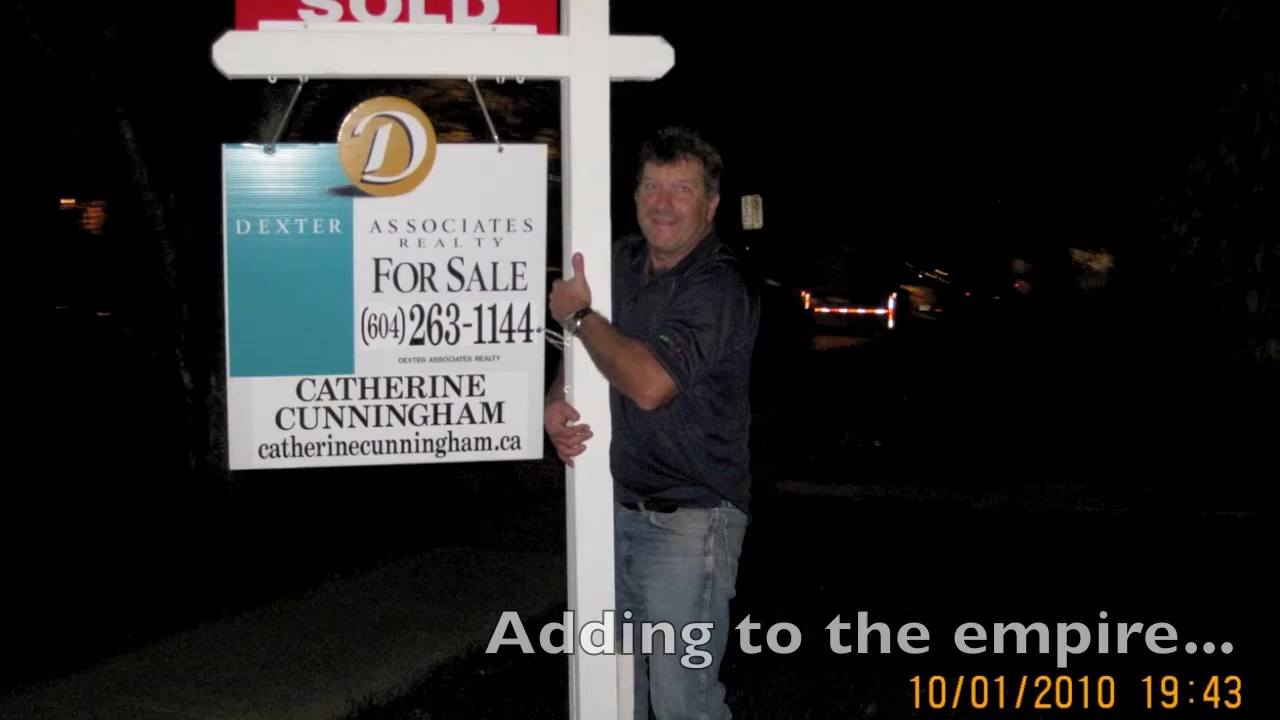 SOLD
D
DEXTER ASSOCIATES
REALTY
FOR SALE
(604) 263-1144
DEXTER ASSOCIATES REALTY
CATHERINE
CUNNINGHAM
catherinecunningham.ca
Adding to the empire...
10/01/2010 19:43